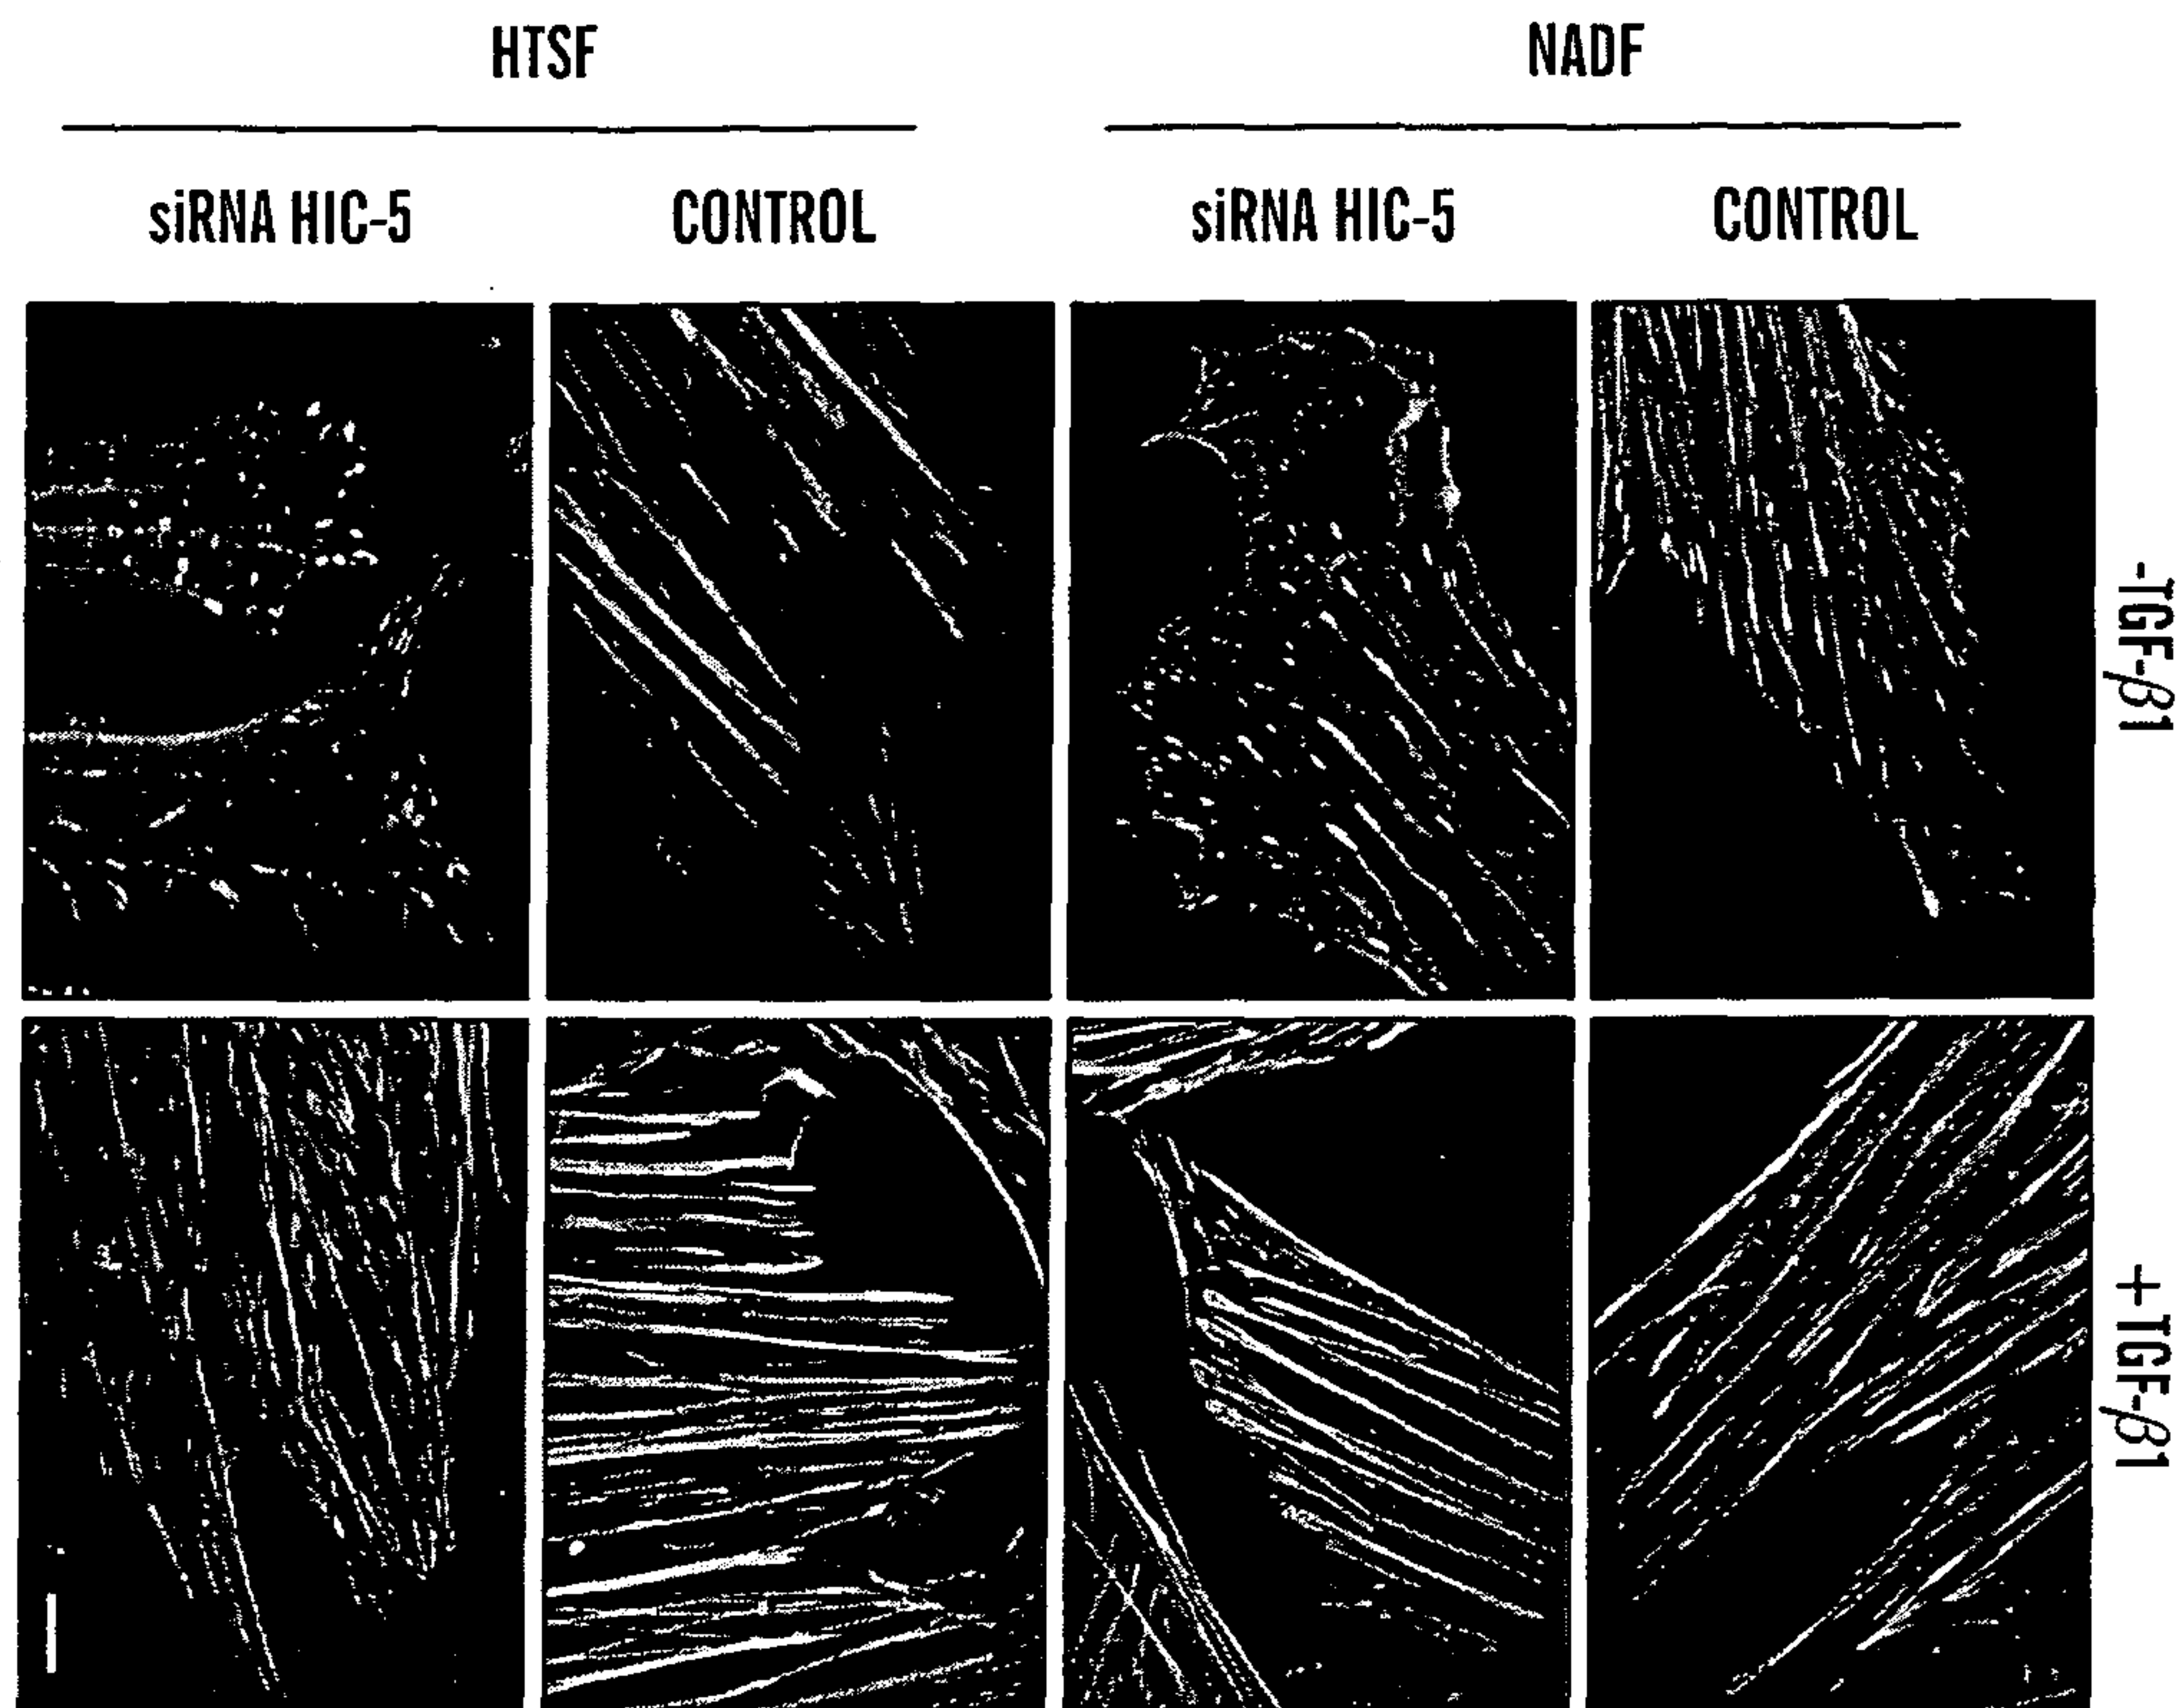 HTSF NADF
siRNA HIC-5 CONTROL siRNA HIC-5 CONTROL
-TGF-β1
+TGF-β1